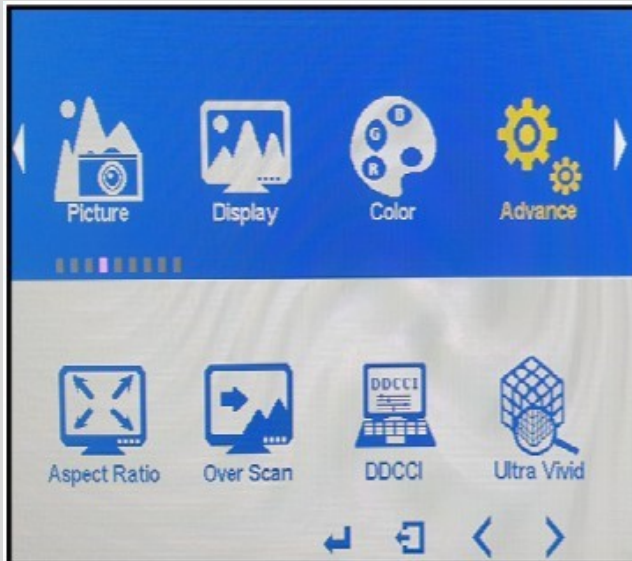 B
G
R
Picture Display Color Advance
DDCCI
Aspect Ratio Over Scan DDCCI Ultra Vivid